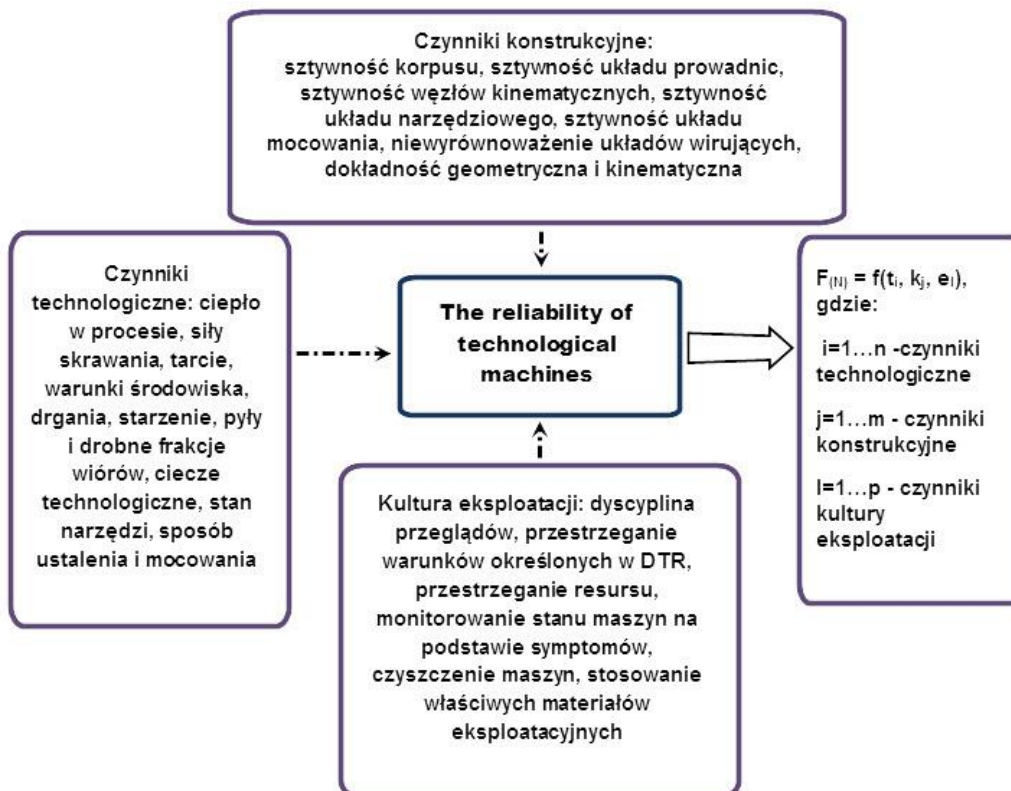 Czynniki konstrukcyjne:
sztywność korpusu, sztywność układu prowadnic,
sztywność węzłów kinematycznych, sztywność
układu narzędziowego, sztywność układu
mocowania, niewyrównoważenie układów wirujących,
dokładność geometryczna i kinematyczna
Czynniki
technologiczne: ciepło
w procesie, siły
skrawania, tarcie,
warunki środowiska,
drgania, starzenie, pyły
i drobne frakcje
wiórów, ciecze
technologiczne, stan
narzędzi, sposób
ustalenia i mocowania
The reliability of
technological
machines
F(N) = f(ti, kj, el),
gdzie:
i=1...n -czynniki
technologiczne
j=1...m - czynniki
konstrukcyjne
l=1...p - czynniki
kultury
eksploatacji
Kultura eksploatacji: dyscyplina
przeglądów, przestrzeganie
warunków określonych w DTR,
przestrzeganie resursu,
monitorowanie stanu maszyn na
podstawie symptomów,
czyszczenie maszyn, stosowanie
właściwych materiałów
eksploatacyjnych